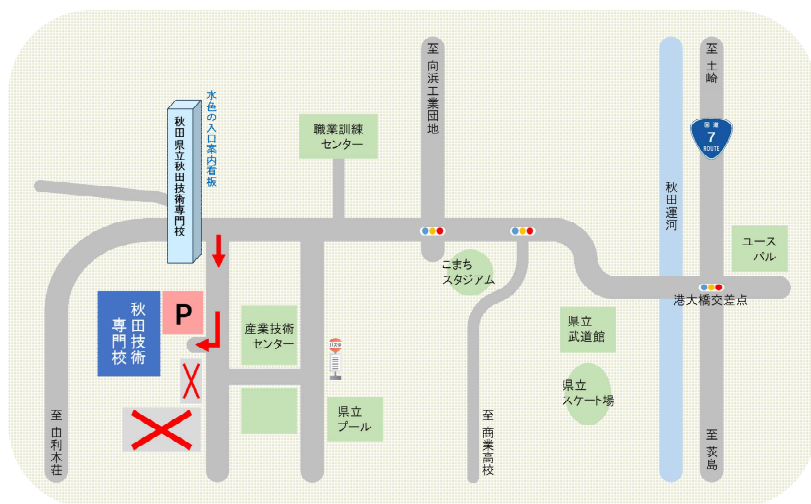 水色の入口案内看板
秋田県立秋田技術専門校
職業訓練
センター
至 向浜工業団地
至 土崎
国道
7
ROUTE
秋田運河
ユース
パル
こまち
スタジアム
港大橋交差点
秋田技術
専門校
P
産業技術
センター
バス停
県立
武道館
県立
スケート場
県立
プール
至 由利本荘
至 商業高校
至 茨島